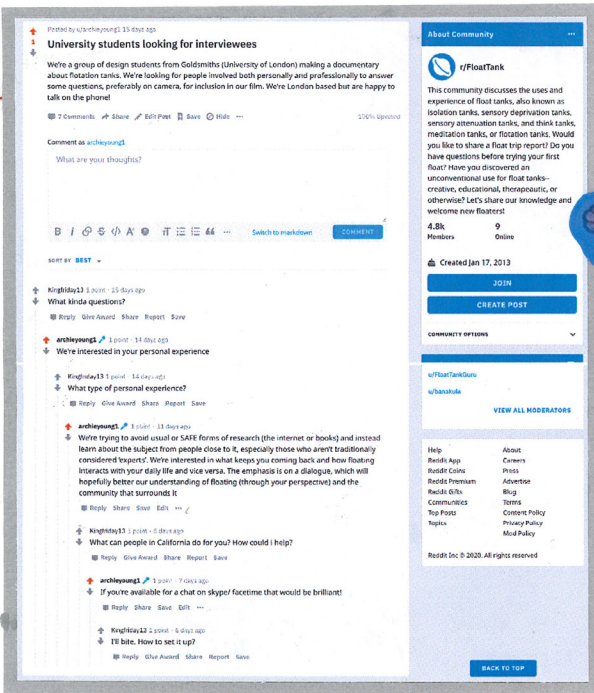 Posted by u/archieyoung1 15 days ago
1
University students looking for interviewees
We're a group of design students from Goldsmiths (University of London) making a documentary
about flotation tanks. We're looking for people involved both personally and professionally to answer
some questions, preferably on camera, for inclusion in our film. We're London based but are happy to
talk on the phone!
7 Comments Share Edit Post Save Hide ...
100% Upvoted
Comment as archieyoung1
What are your thoughts?
Switch to markdown
COMMENT
SORT BY BEST
Kingfriday13 1 point · 15 days ago
What kinda questions?
Reply Give Award Share Report Save
archieyoung1 1 point · 14 days ago
We're interested in your personal experience
Kingfriday13 1 point · 14 days ago
What type of personal experience?
Reply Give Award Share Report Save
archieyoung1 1 point · 11 days ago
We're trying to avoid usual or SAFE forms of research (the internet or books) and instead
learn about the subject from people close to it, especially those who aren't traditionally
considered 'experts'. We're interested in what keeps you coming back and how floating
interacts with your daily life and vice versa. The emphasis is on a dialogue, which will
hopefully better our understanding of floating (through your perspective) and the
community that surrounds it
Reply Share Save Edit ...
Kingfriday13 1 point · days ago
What can people in California do for you? How could i help?
Reply Give Award Share Report Save
archieyoung1 1 point · 7 days ago
If you're available for a chat on skype/ facetime that would be brilliant!
Reply Share Save Edit ...
Kingfriday13 1 point · 6 days ago
I'll bite. How to set it up?
Reply Give Award Share Report Save
About Community ...
r/FloatTank
This community discusses the uses and
experience of float tanks, also known as
isolation tanks, sensory deprivation tanks,
sensory attenuation tanks, and think tanks,
meditation tanks, or flotation tanks. Would
you like to share a float trip report? Do you
have questions before trying your first
float? Have you discovered an
unconventional use for float tanks--
creative, educational, therapeutic, or
otherwise? Let's share our knowledge and
welcome new floaters!
4.8k 9
Members Online
Created Jan 17, 2013
JOIN
CREATE POST
COMMUNITY OPTIONS
u/FloatTankGuru
u/banakula
VIEW ALL MODERATORS
Help About
Reddit App Careers
Reddit Coins Press
Reddit Premium Advertise
Reddit Gifts Blog
Communities Terms
Top Posts Content Policy
Topics Privacy Policy
Mod Policy
Reddit Inc © 2020. All rights reserved
BACK TO TOP